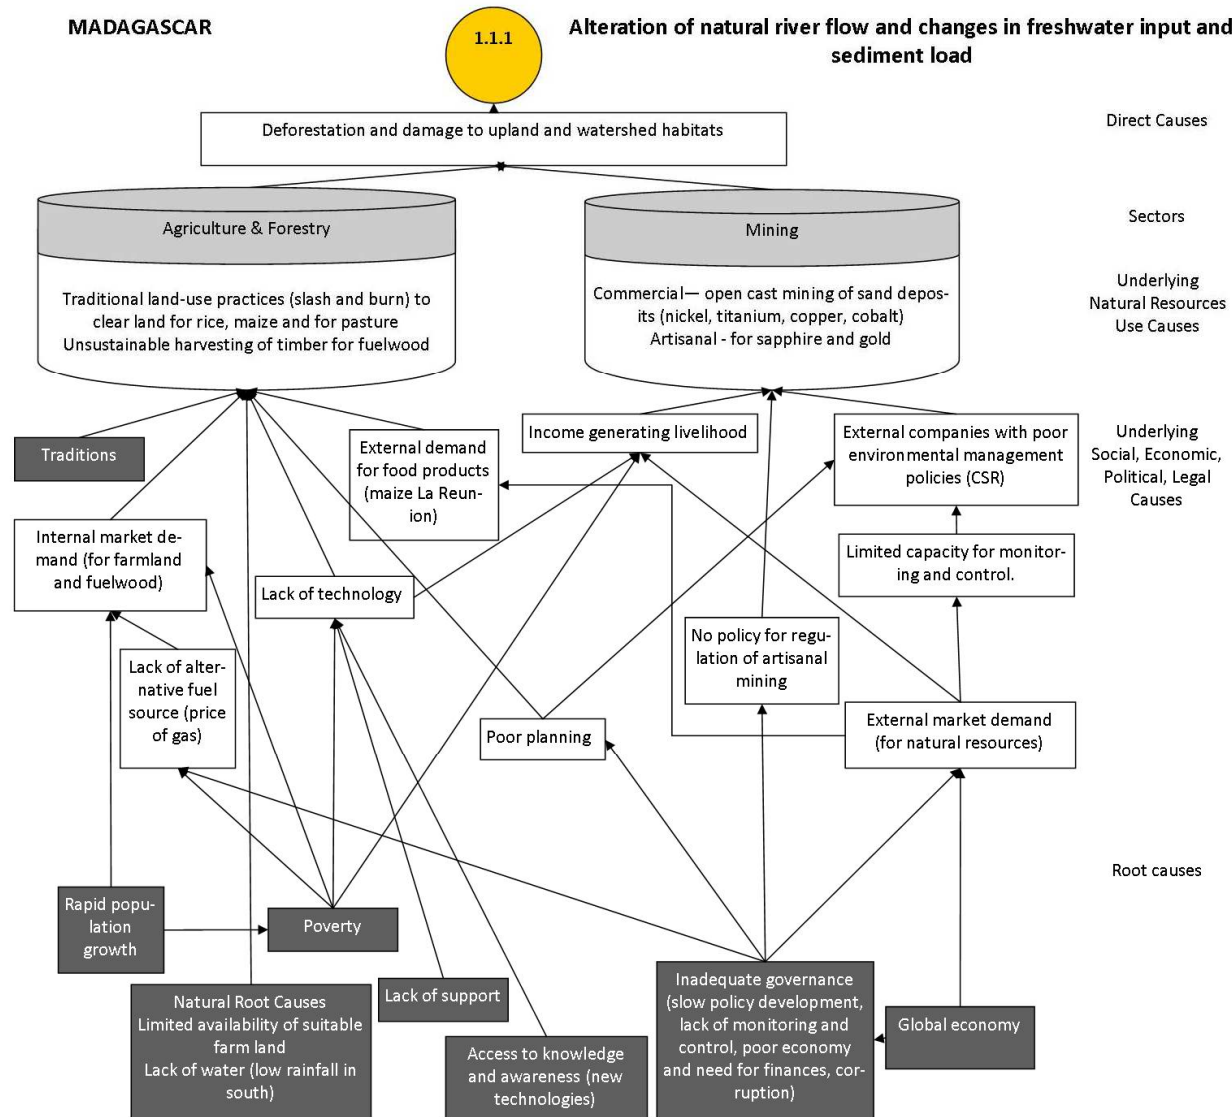 MADAGASCAR
1.1.1
Alteration of natural river flow and changes in freshwater input and
sediment load
Deforestation and damage to upland and watershed habitats
Direct Causes
Agriculture & Forestry
Mining
Sectors
Traditional land-use practices (slash and burn) to
clear land for rice, maize and for pasture
Unsustainable harvesting of timber for fuelwood
Commercial— open cast mining of sand depos-
its (nickel, titanium, copper, cobalt)
Artisanal - for sapphire and gold
Underlying
Natural Resources
Use Causes
Traditions
External demand
for food products
(maize La Reun-
ion)
Income generating livelihood
External companies with poor
environmental management
policies (CSR)
Underlying
Social, Economic,
Political, Legal
Causes
Internal market de-
mand (for farmland
and fuelwood)
Lack of technology
Limited capacity for monitor-
ing and control.
Lack of alter-
native fuel
source (price
of gas)
No policy for regu-
lation of artisanal
mining
Poor planning
External market demand
(for natural resources)
Root causes
Rapid popu-
lation
growth
Poverty
Natural Root Causes
Limited availability of suitable
farm land
Lack of water (low rainfall in
south)
Lack of support
Access to knowledge
and awareness (new
technologies)
Inadequate governance
(slow policy development,
lack of monitoring and
control, poor economy
and need for finances, cor-
ruption)
Global economy